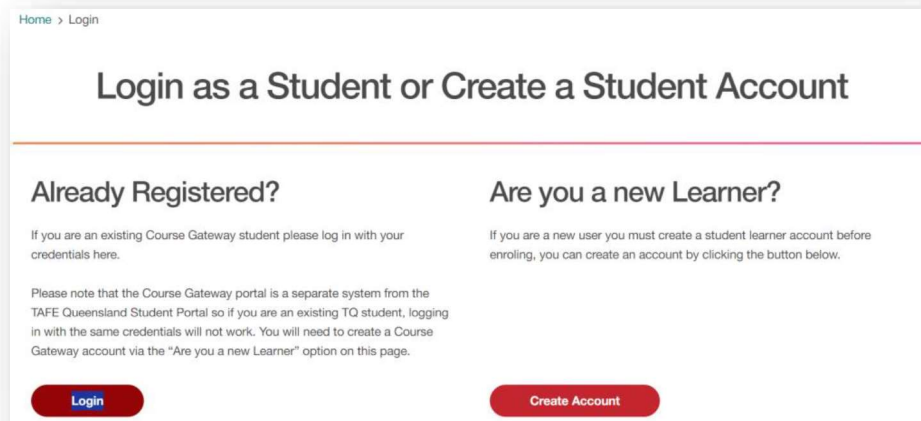 Home > Login
Login as a Student or Create a Student Account
Already Registered?
If you are an existing Course Gateway student please log in with your
credentials here.
Please note that the Course Gateway portal is a separate system from the
TAFE Queensland Student Portal so if you are an existing TQ student, logging
in with the same credentials will not work. You will need to create a Course
Gateway account via the “Are you a new Learner” option on this page.
Login
Are you a new Learner?
If you are a new user you must create a student learner account before
enroling, you can create an account by clicking the button below.
Create Account